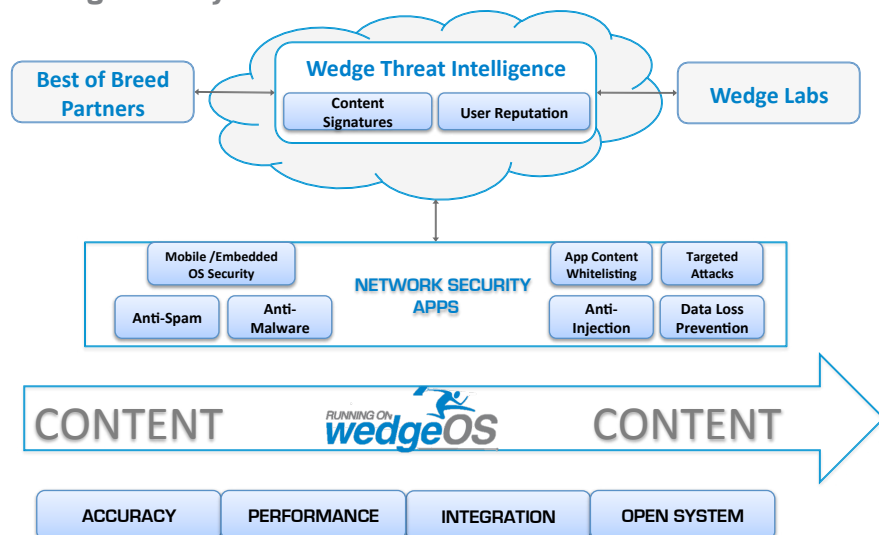 Best of Breed
Partners
Wedge Threat Intelligence
Content
Signatures
User Reputation
Wedge Labs
Mobile /Embedded
OS Security
App Content
Whitelisting
Targeted
Attacks
NETWORK SECURITY
APPS
Anti-Spam
Anti-
Malware
Anti-
Injection
Data Loss
Prevention
CONTENT
RUNNING ON
wedgeOS
CONTENT
ACCURACY
PERFORMANCE
INTEGRATION
OPEN SYSTEM